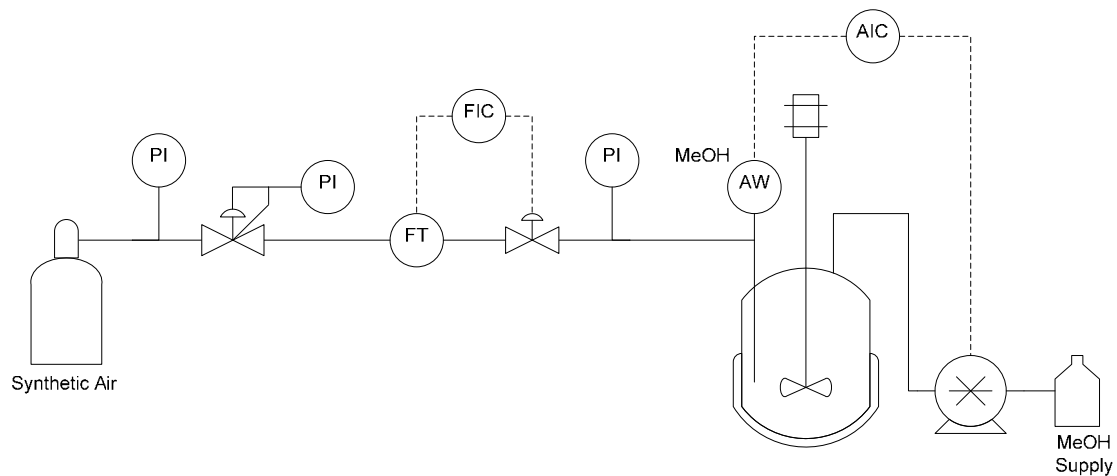 AIC
FIC
PI
PI
MeOH
PI
AW
FT
Synthetic Air
MeOH
Supply